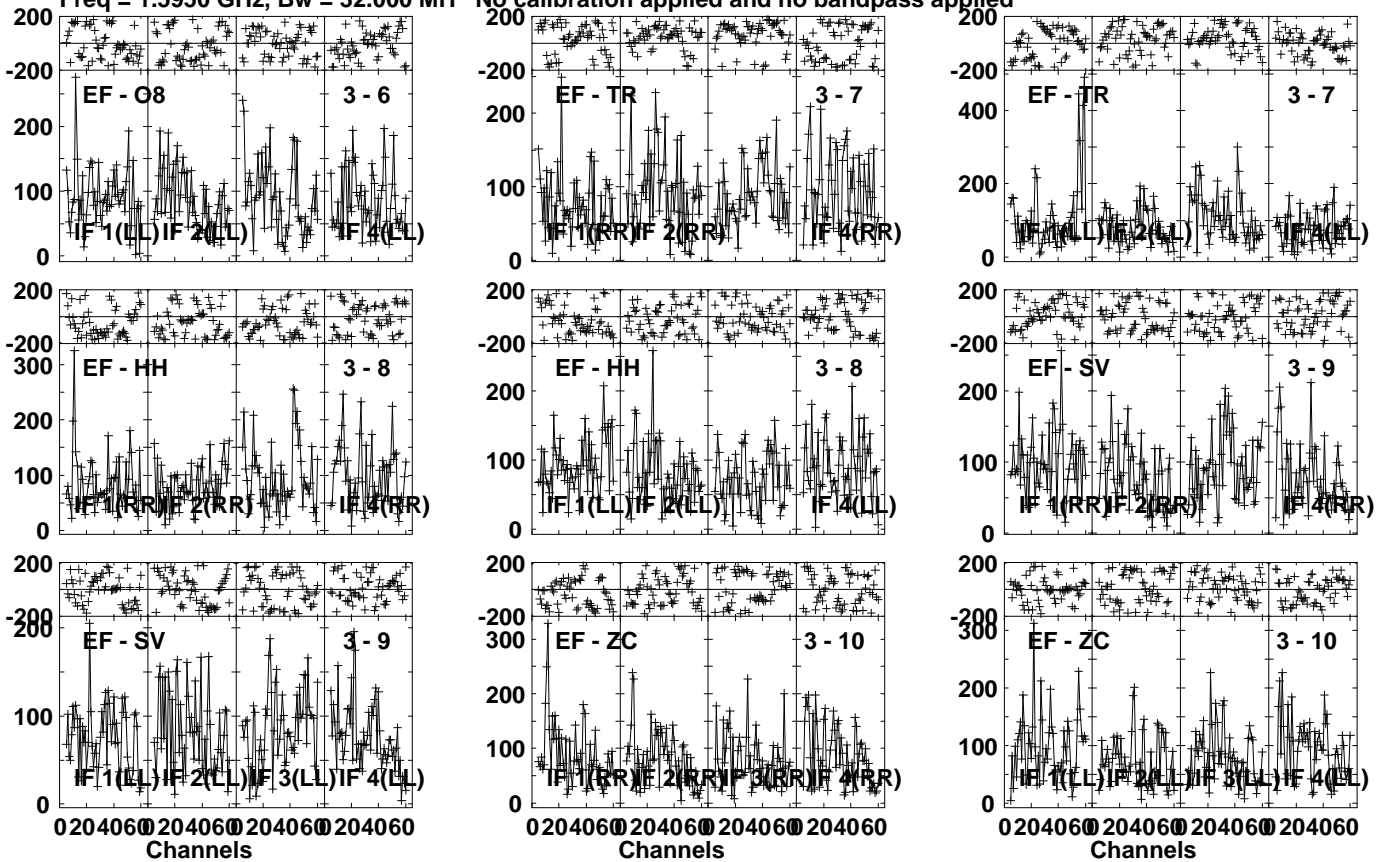 Freq = 1.5950 GHz, Bw = 32.000 MH No calibration applied and no bandpass applied
200
-200
EF - O8
3 - 6
200
100
0
IF 1(LL)
IF 2(LL)
IF 4(LL)
200
-200
EF - TR
3 - 7
200
100
0
IF 1(RR)
IF 2(RR)
IF 4(RR)
200
-200
EF - TR
3 - 7
400
200
0
IF 1(LL)
IF 2(LL)
IF 4(LL)
200
-200
EF - HH
3 - 8
300
200
100
0
IF 1(RR)
IF 2(RR)
IF 4(RR)
200
-200
EF - HH
3 - 8
200
100
0
IF 1(LL)
IF 2(LL)
IF 4(LL)
200
-200
EF - SV
3 - 9
200
100
0
IF 1(RR)
IF 2(RR)
IF 4(RR)
200
-200
EF - SV
3 - 9
200
100
0
IF 1(LL)
IF 2(LL)
IF 3(LL)
IF 4(LL)
0 20 40 60 0 20 40 60 0 20 40 60 0 20 40 60
Channels
200
-200
EF - ZC
3 - 10
300
200
100
0
IF 1(RR)
IF 2(RR)
IF 3(RR)
IF 4(RR)
0 20 40 60 0 20 40 60 0 20 40 60 0 20 40 60
Channels
200
-200
EF - ZC
3 - 10
300
200
100
0
IF 1(LL)
IF 2(LL)
IF 3(LL)
IF 4(LL)
0 20 40 60 0 20 40 60 0 20 40 60 0 20 40 60
Channels